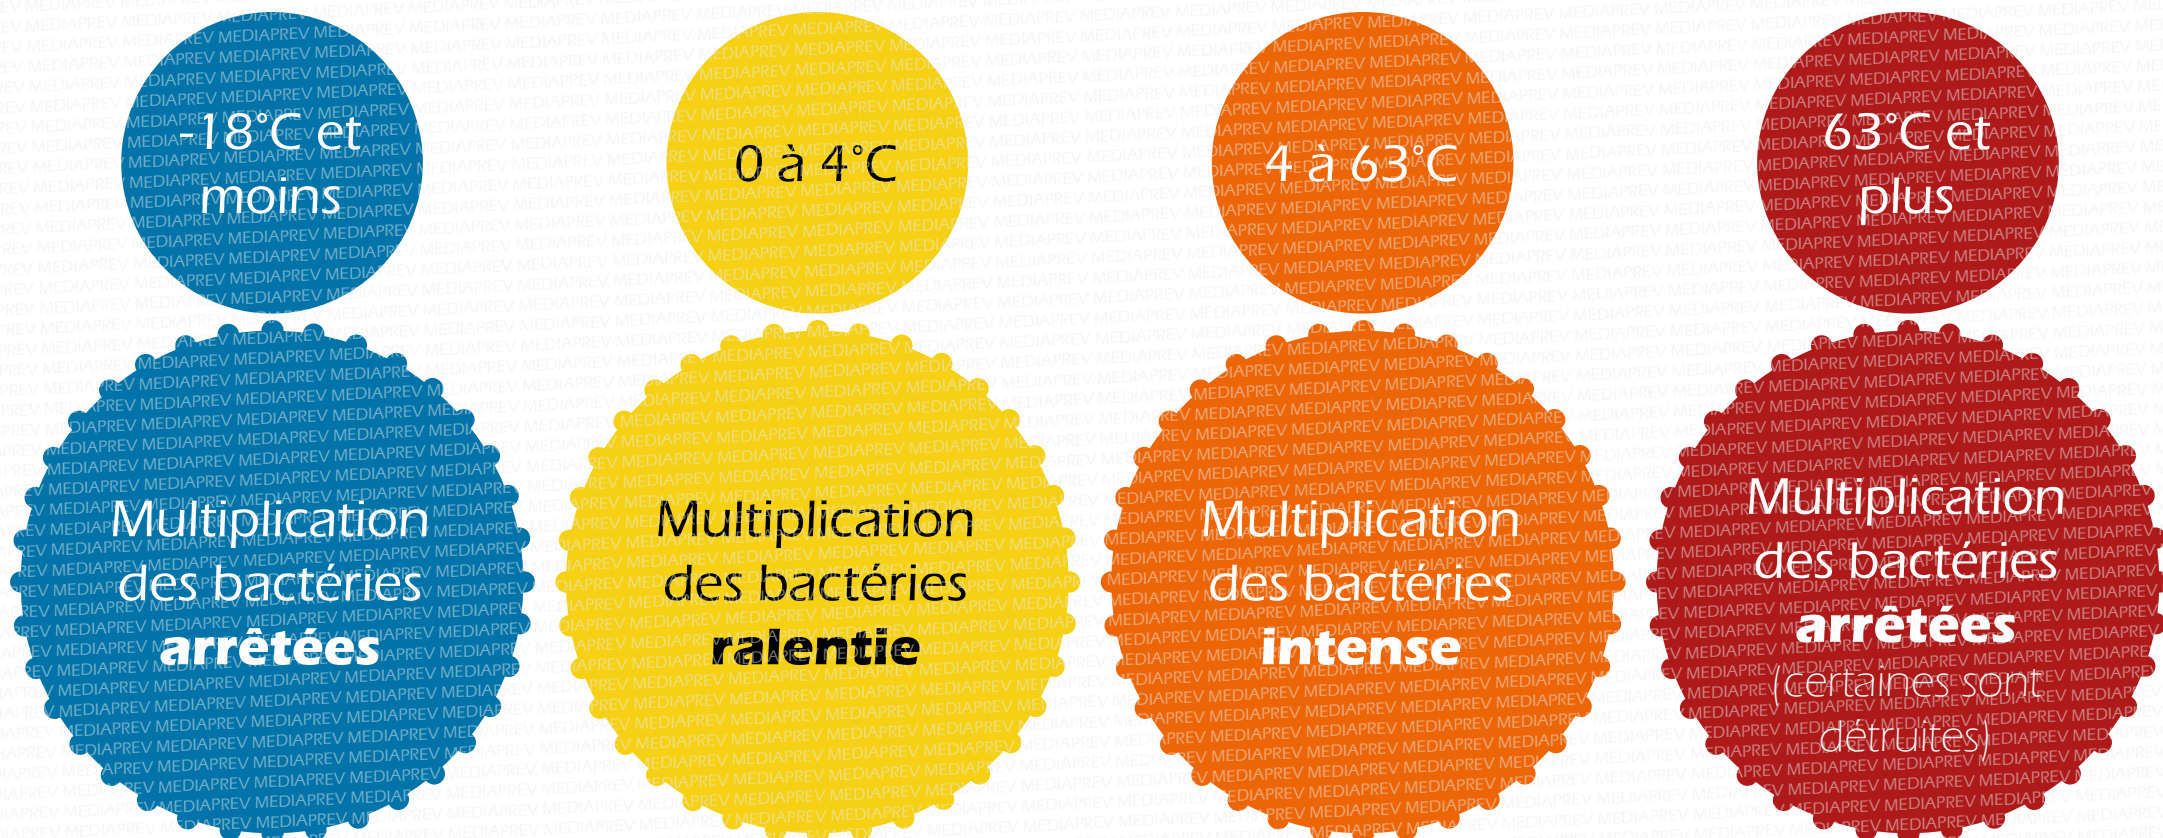 -18°C et
moins
0 à 4°C
4 à 63°C
63°C et
plus
Multiplication
des bactéries
arrêtées
Multiplication
des bactéries
ralentie
Multiplication
des bactéries
intense
Multiplication
des bactéries
arrêtées
(certaines sont
détruites)
MEDIAPREV